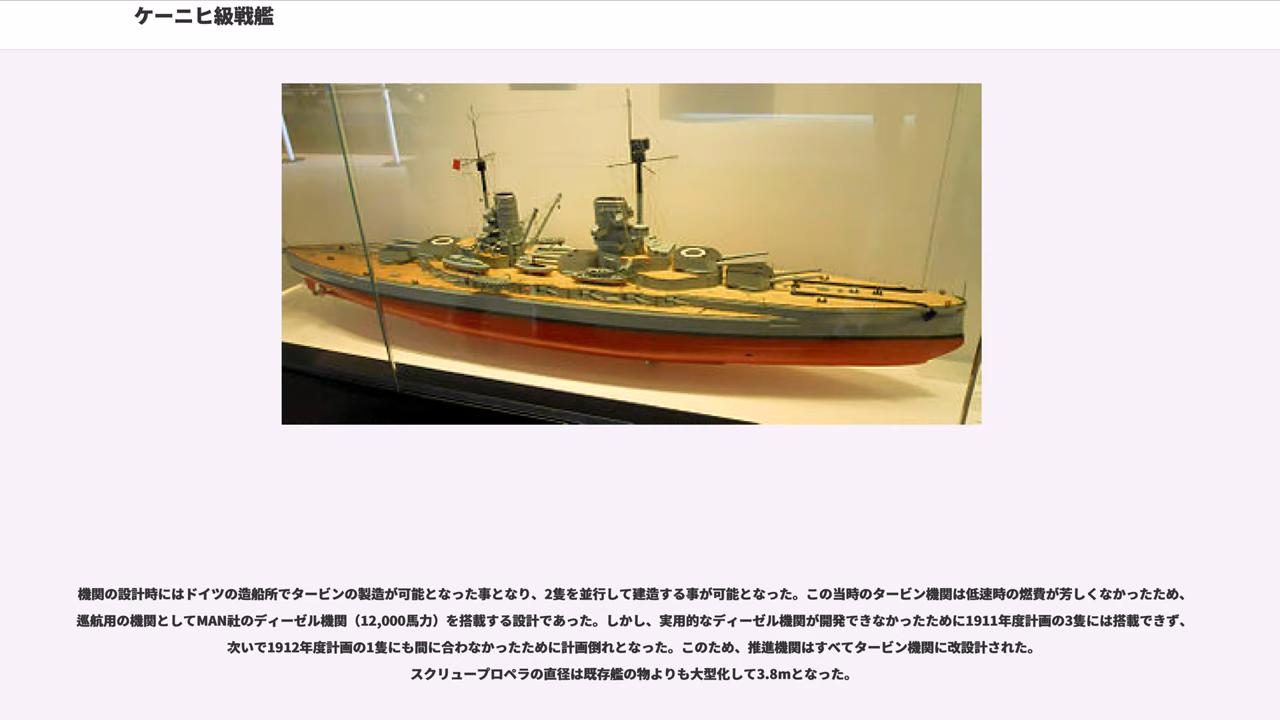 ケーニヒ級戦艦
機関の設計時にはドイツの造船所でタービンの製造が可能となった事となり、2隻を並行して建造する事が可能となった。この当時のタービン機関は低速時の燃費が芳しくなかったため、
巡航用の機関としてMAN社のディーゼル機関（12,000馬力）を搭載する設計であった。しかし、実用的なディーゼル機関が開発できなかったために1911年度計画の3隻には搭載できず、
次いで1912年度計画の1隻にも間に合わなかったために計画倒れとなった。このため、推進機関はすべてタービン機関に改設計された。
スクリュープロペラの直径は既存艦の物よりも大型化して3.8mとなった。